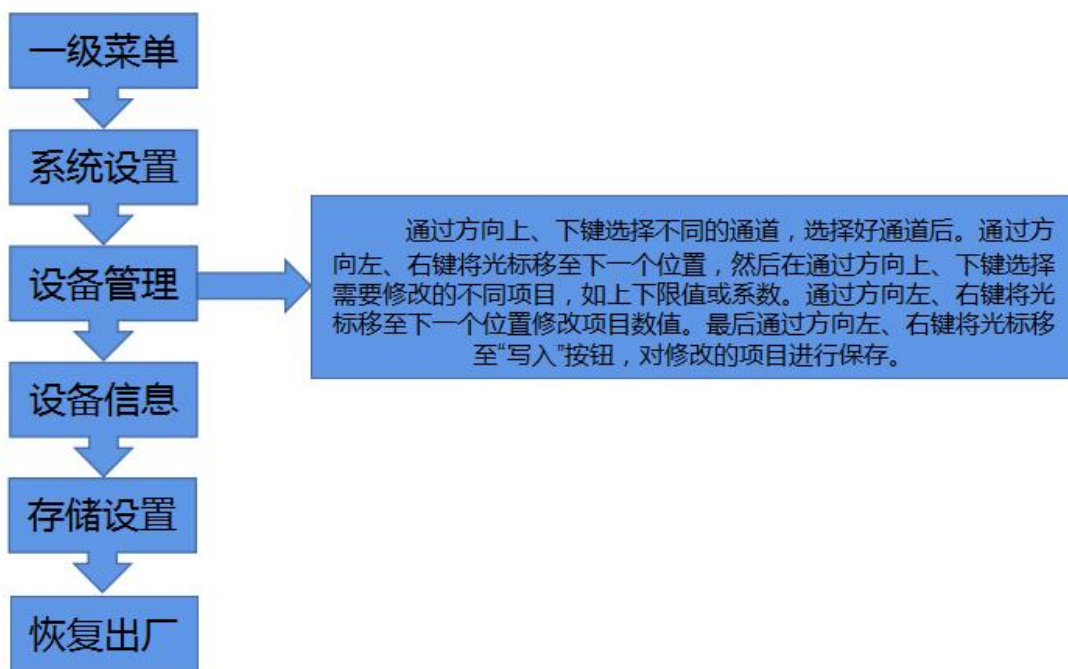 一级菜单
系统设置
设备管理
通过方向上、下键选择不同的通道，选择好通道后。通过方
向左、右键将光标移至下一个位置，然后在通过方向上、下键选择
需要修改的不同项目，如上下限值或系数。通过方向左、右键将光
标移至下一个位置修改项目数值。最后通过方向左、右键将光标移
至“写入”按钮，对修改的项目进行保存。
设备信息
存储设置
恢复出厂